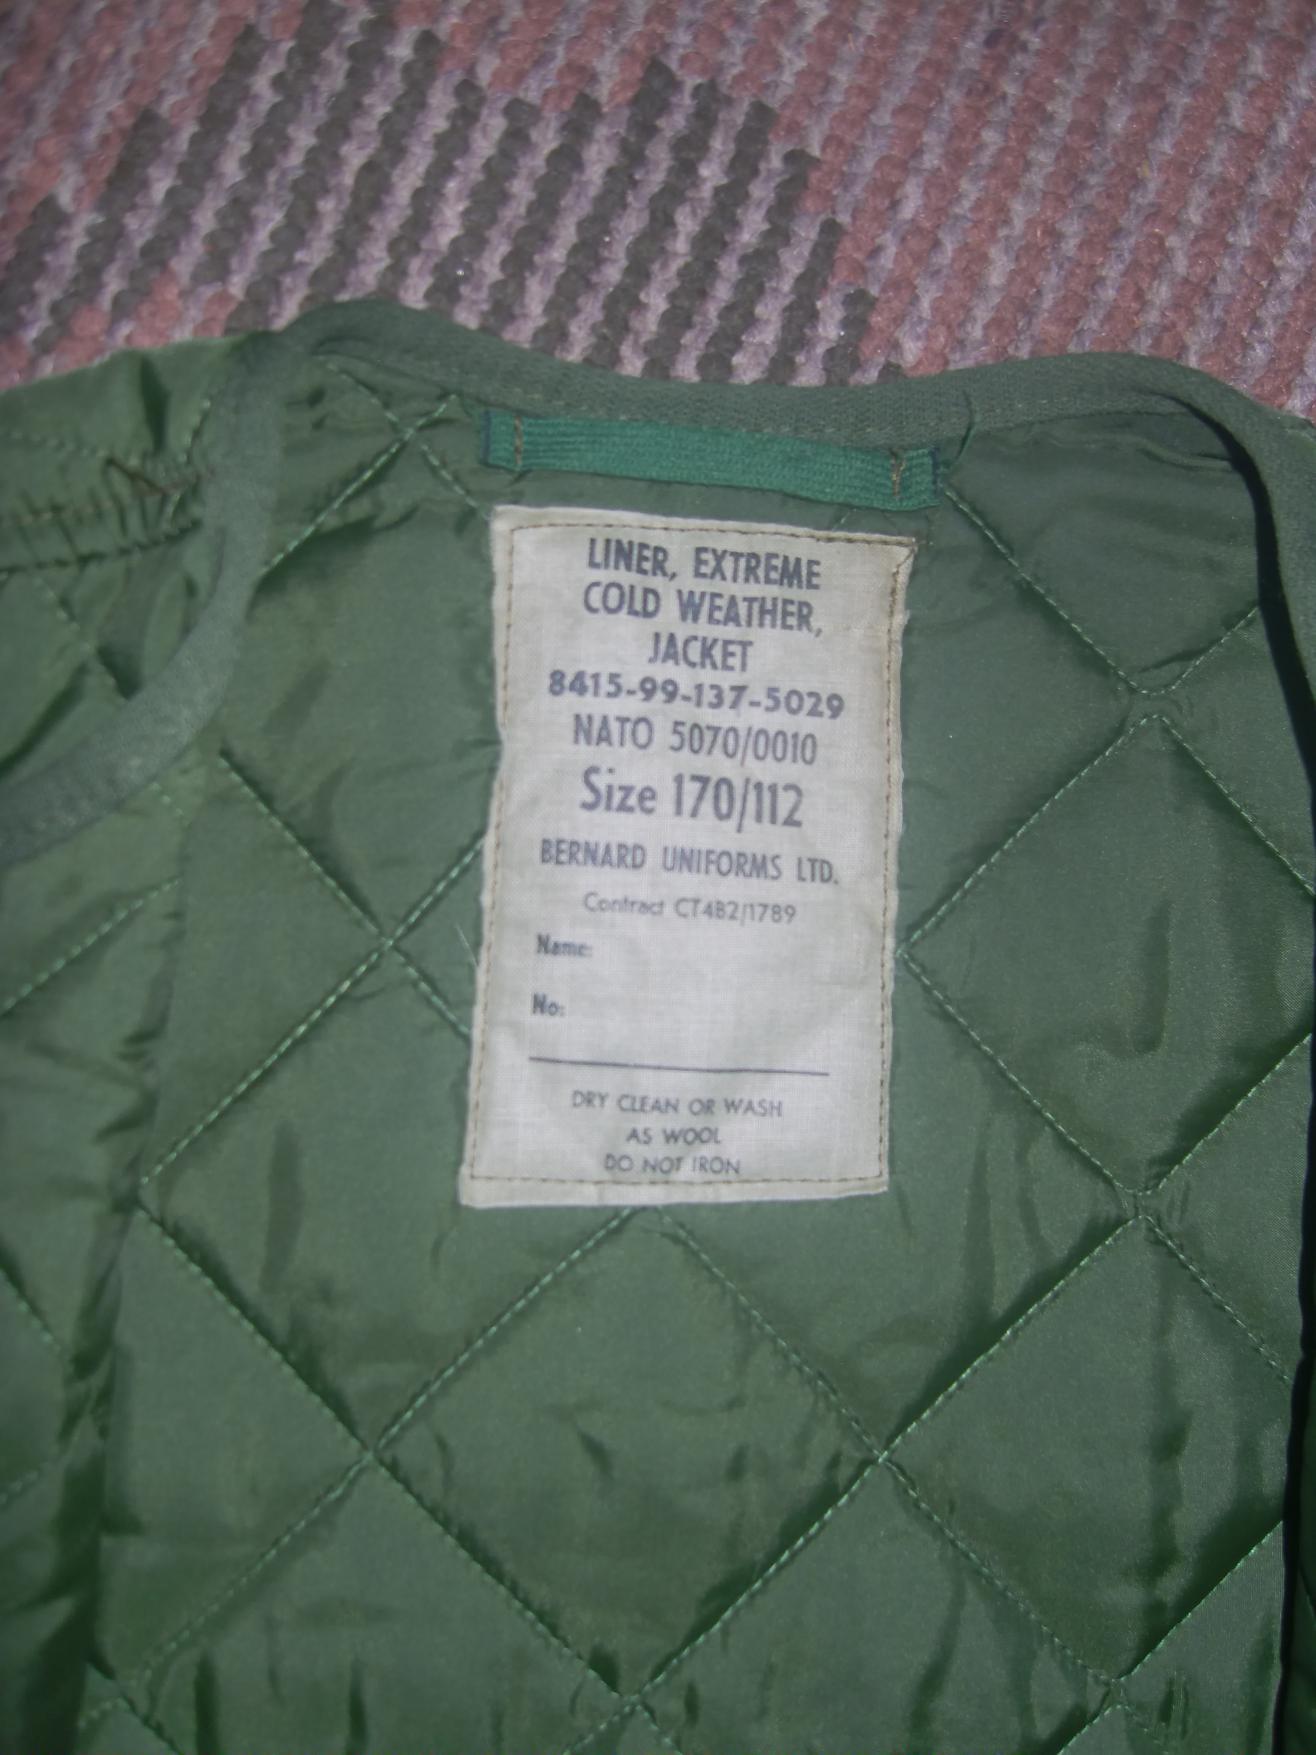 LINER, EXTREME
COLD WEATHER,
JACKET
8415-99-137-5029
NATO 5070/0010
Size 170/112
BERNARD UNIFORMS LTD.
Contract CT4B2/1789
Name:
No:
DRY CLEAN OR WASH
AS WOOL
DO NOT IRON